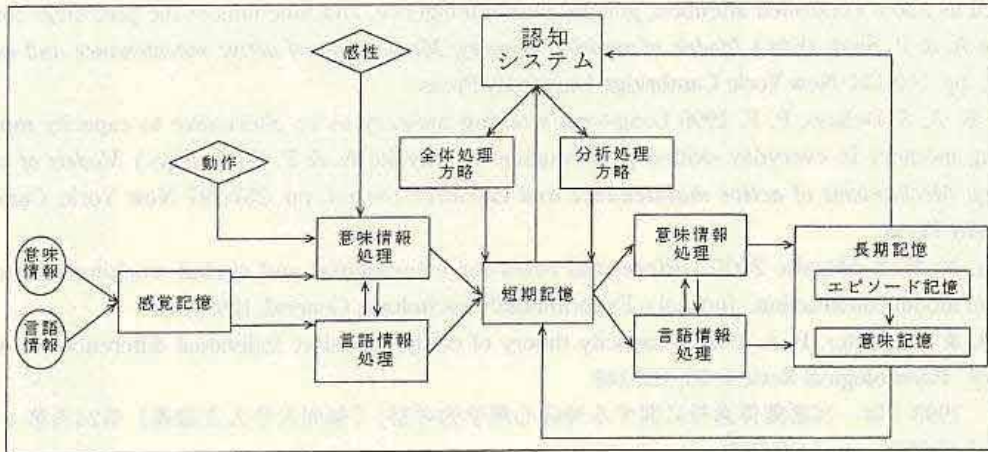 感性
認知
システム
動作
全体処理
方略
分析処理
方略
意味
情報
言語
情報
感覚記憶
意味情報
処理
言語情報
処理
短期記憶
意味情報
処理
言語情報
処理
長期記憶
エピソード記憶
意味記憶